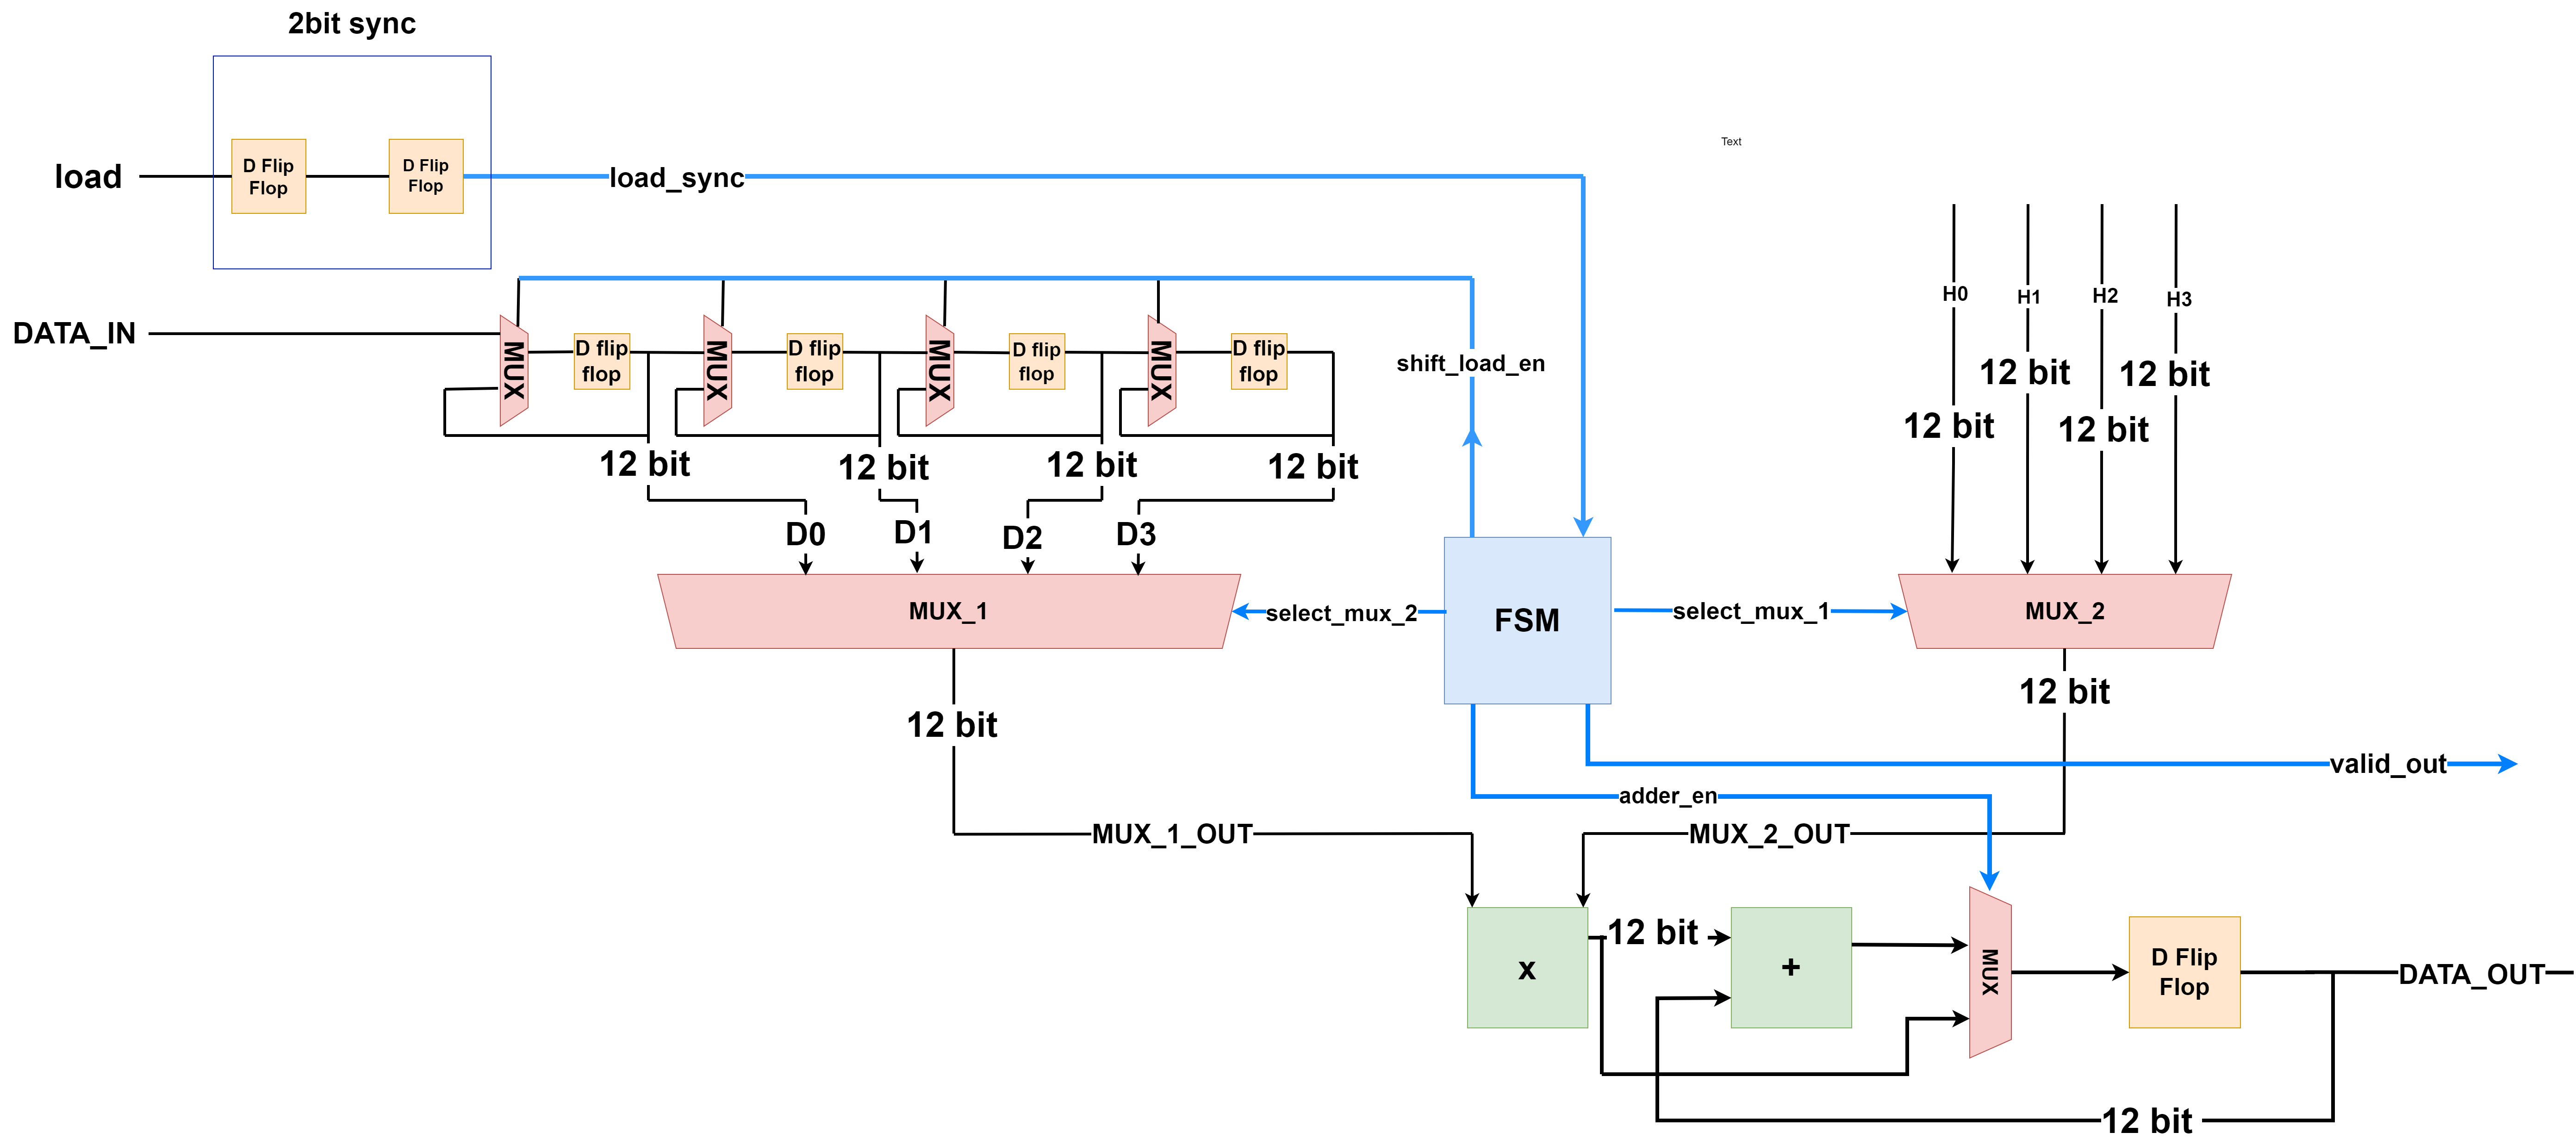 2bit sync
load
D Flip
Flop
D Flip
Flop
load_sync
Text
DATA_IN
MUX
D flip
flop
MUX
D flip
flop
MUX
D flip
flop
MUX
D flip
flop
shift_load_en
H0
H1
H2
H3
12 bit
12 bit
12 bit
12 bit
12 bit
12 bit
12 bit
12 bit
D0
D1
D2
D3
MUX_1
select_mux_2
FSM
select_mux_1
MUX_2
12 bit
12 bit
valid_out
adder_en
MUX_1_OUT
MUX_2_OUT
x
12 bit
+
MUX
D Flip
Flop
DATA_OUT
12 bit